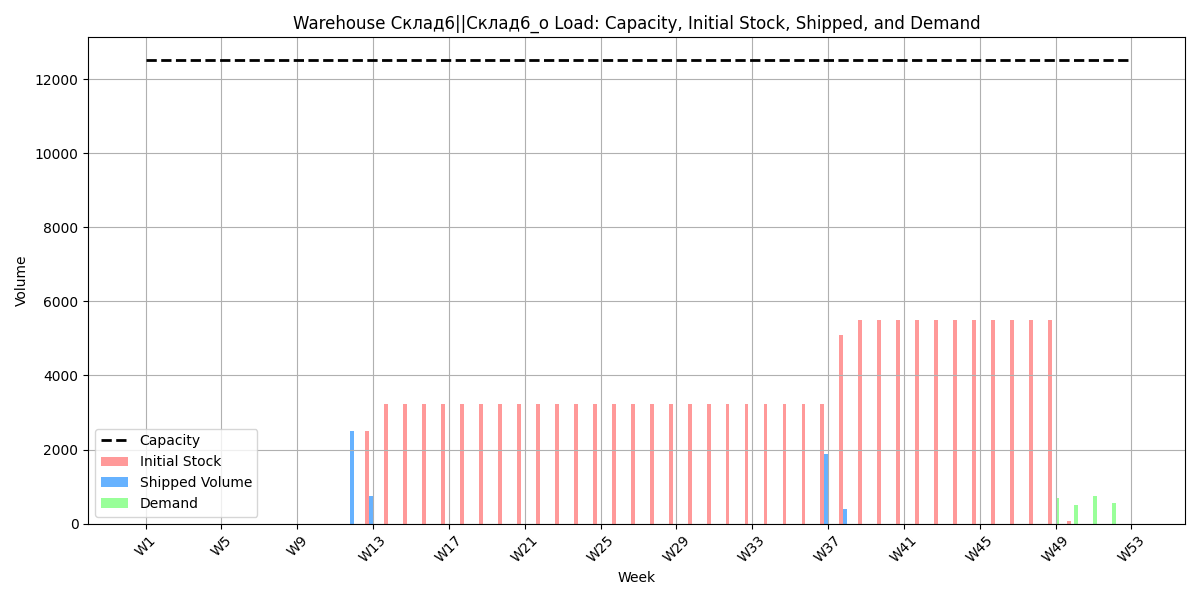 Warehouse Склад6||Склад6_о Load: Capacity, Initial Stock, Shipped, and Demand
Volume
12000
10000
8000
6000
4000
2000
0
Capacity
Initial Stock
Shipped Volume
Demand
W1 W5 W9 W13 W17 W21 W25 W29 W33 W37 W41 W45 W49 W53
Week